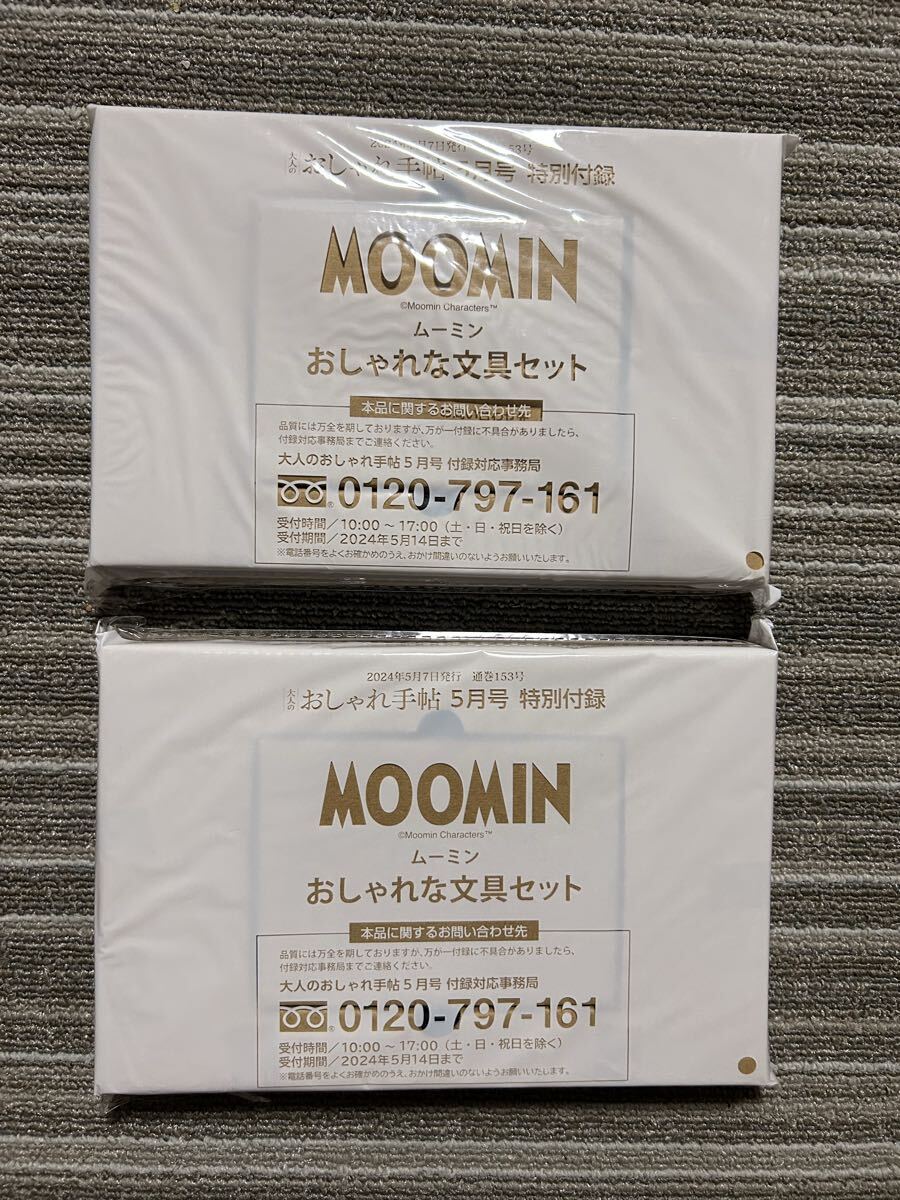 2024年5月7日発行 通巻153号
大人の おしゃれ手帖 5月号 特別付録
MOOMIN
©Moomin Characters™
ムーミン
おしゃれな文具セット
本品に関するお問い合わせ先
品質には万全を期しておりますが、万が一付録に不具合がありましたら、
付録対応事務局までご連絡ください。
大人のおしゃれ手帖5月号 付録対応事務局
0120-797-161
受付時間／10:00～17:00（土・日・祝日を除く）
受付期間／2024年5月14日まで
※電話番号をよくお確かめのうえ、おかけ間違いのないようお願いいたします。
2024年5月7日発行 通巻153号
大人の おしゃれ手帖 5月号 特別付録
MOOMIN
©Moomin Characters™
ムーミン
おしゃれな文具セット
本品に関するお問い合わせ先
品質には万全を期しておりますが、万が一付録に不具合がありましたら、
付録対応事務局までご連絡ください。
大人のおしゃれ手帖5月号 付録対応事務局
0120-797-161
受付時間／10:00～17:00（土・日・祝日を除く）
受付期間／2024年5月14日まで
※電話番号をよくお確かめのうえ、おかけ間違いのないようお願いいたします。